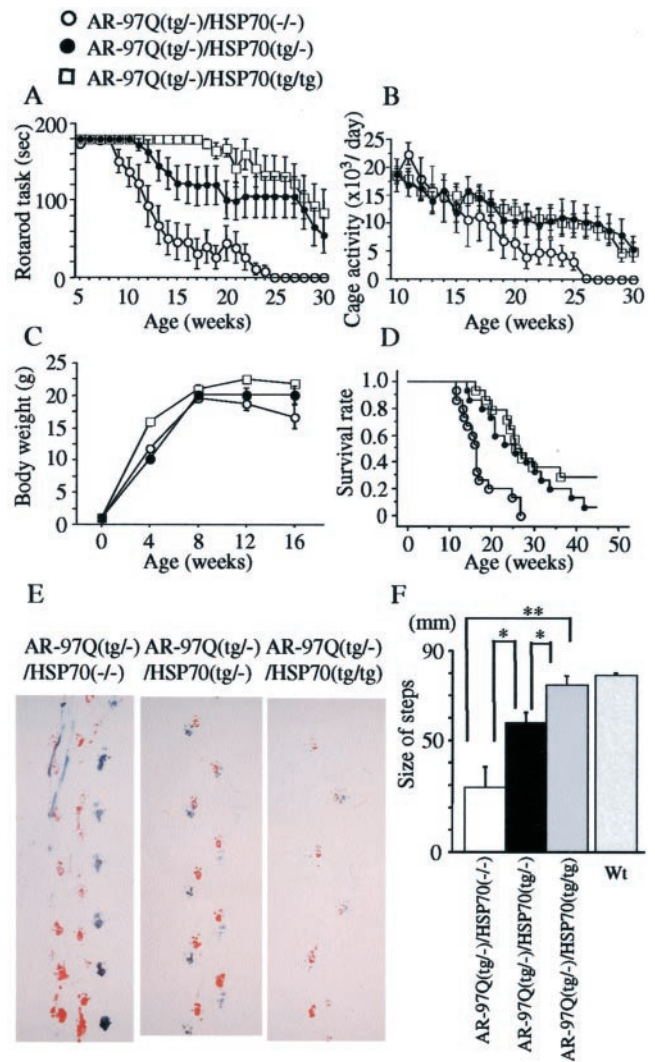 AR-97Q(tg/-)/HSP70(-/-)
AR-97Q(tg/-)/HSP70(tg/-)
AR-97Q(tg/-)/HSP70(tg/tg)
A
Rotarod task (sec)
200
100
0
5 10 15 20 25 30
Age (weeks)
B
Cage activity (x10³/ day)
25
20
15
10
5
0
10 15 20 25 30
Age (weeks)
C
Body weight (g)
25
20
15
10
5
0
0 4 8 12 16
Age (weeks)
D
Survival rate
1.0
0.8
0.6
0.4
0.2
0 10 20 30 40 50
Age (weeks)
E
AR-97Q(tg/-) AR-97Q(tg/-) AR-97Q(tg/-)
/HSP70(-/-) /HSP70(tg/-) /HSP70(tg/tg)
F
(mm)
**
* *
Size of steps
90
50
0
AR-97Q(tg/-)/HSP70(-/-)
AR-97Q(tg/-)/HSP70(tg/-)
AR-97Q(tg/-)/HSP70(tg/tg)
Wt